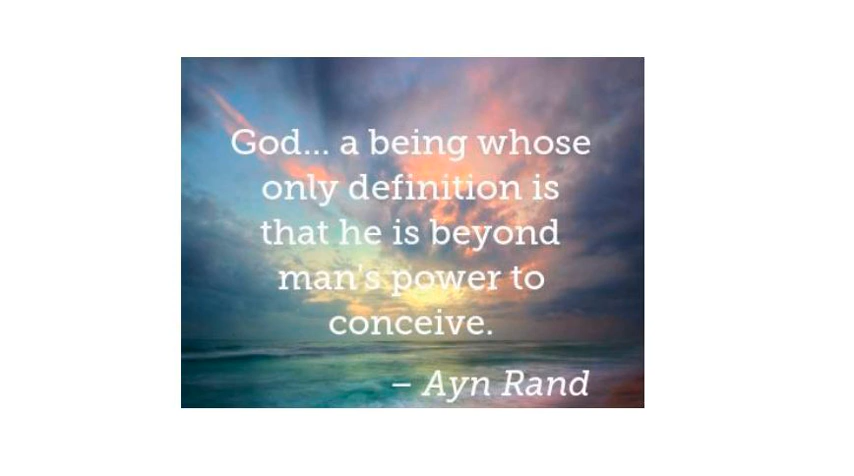 God... a being whose
only definition is
that he is beyond
man's power to
conceive.
– Ayn Rand